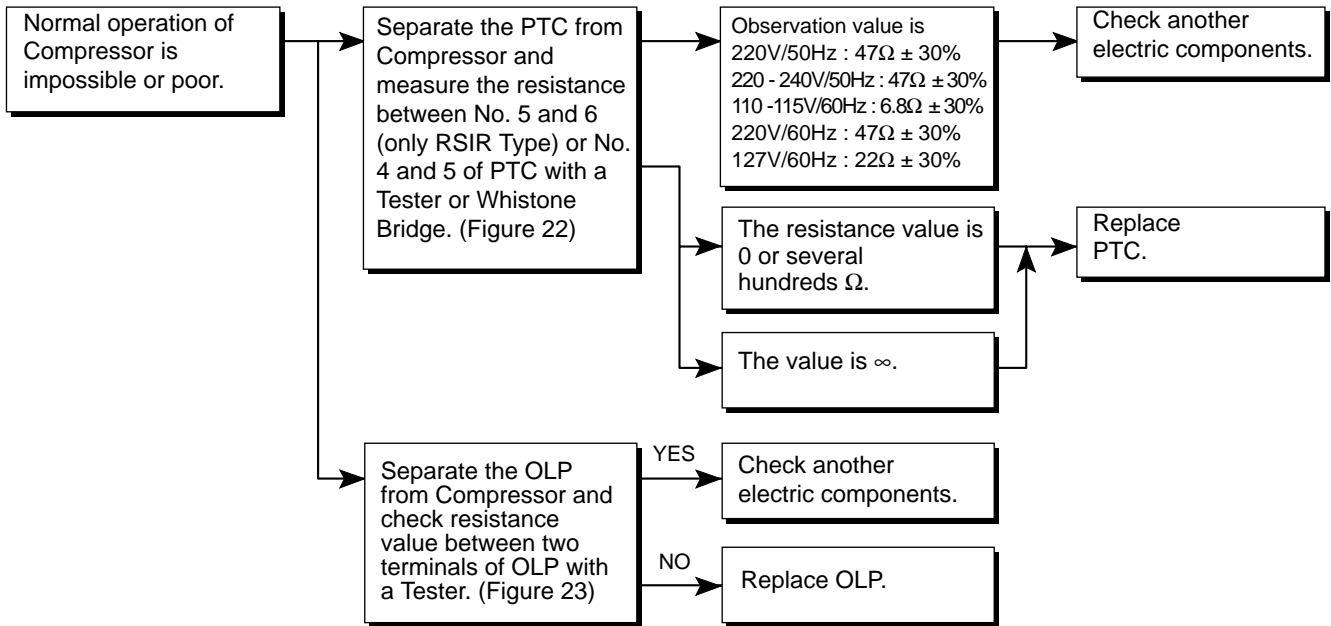 Normal operation of
Compressor is
impossible or poor.
Separate the PTC from
Compressor and
measure the resistance
between No. 5 and 6
(only RSIR Type) or No.
4 and 5 of PTC with a
Tester or Whistone
Bridge. (Figure 22)
Observation value is
220V/50Hz : 47Ω ± 30%
220 - 240V/50Hz : 47Ω ± 30%
110 -115V/60Hz : 6.8Ω ± 30%
220V/60Hz : 47Ω ± 30%
127V/60Hz : 22Ω ± 30%
Check another
electric components.
The resistance value is
0 or several
hundreds Ω.
Replace
PTC.
The value is ∞.
Separate the OLP
from Compressor and
check resistance
value between two
terminals of OLP with
a Tester. (Figure 23)
YES
Check another
electric components.
NO
Replace OLP.